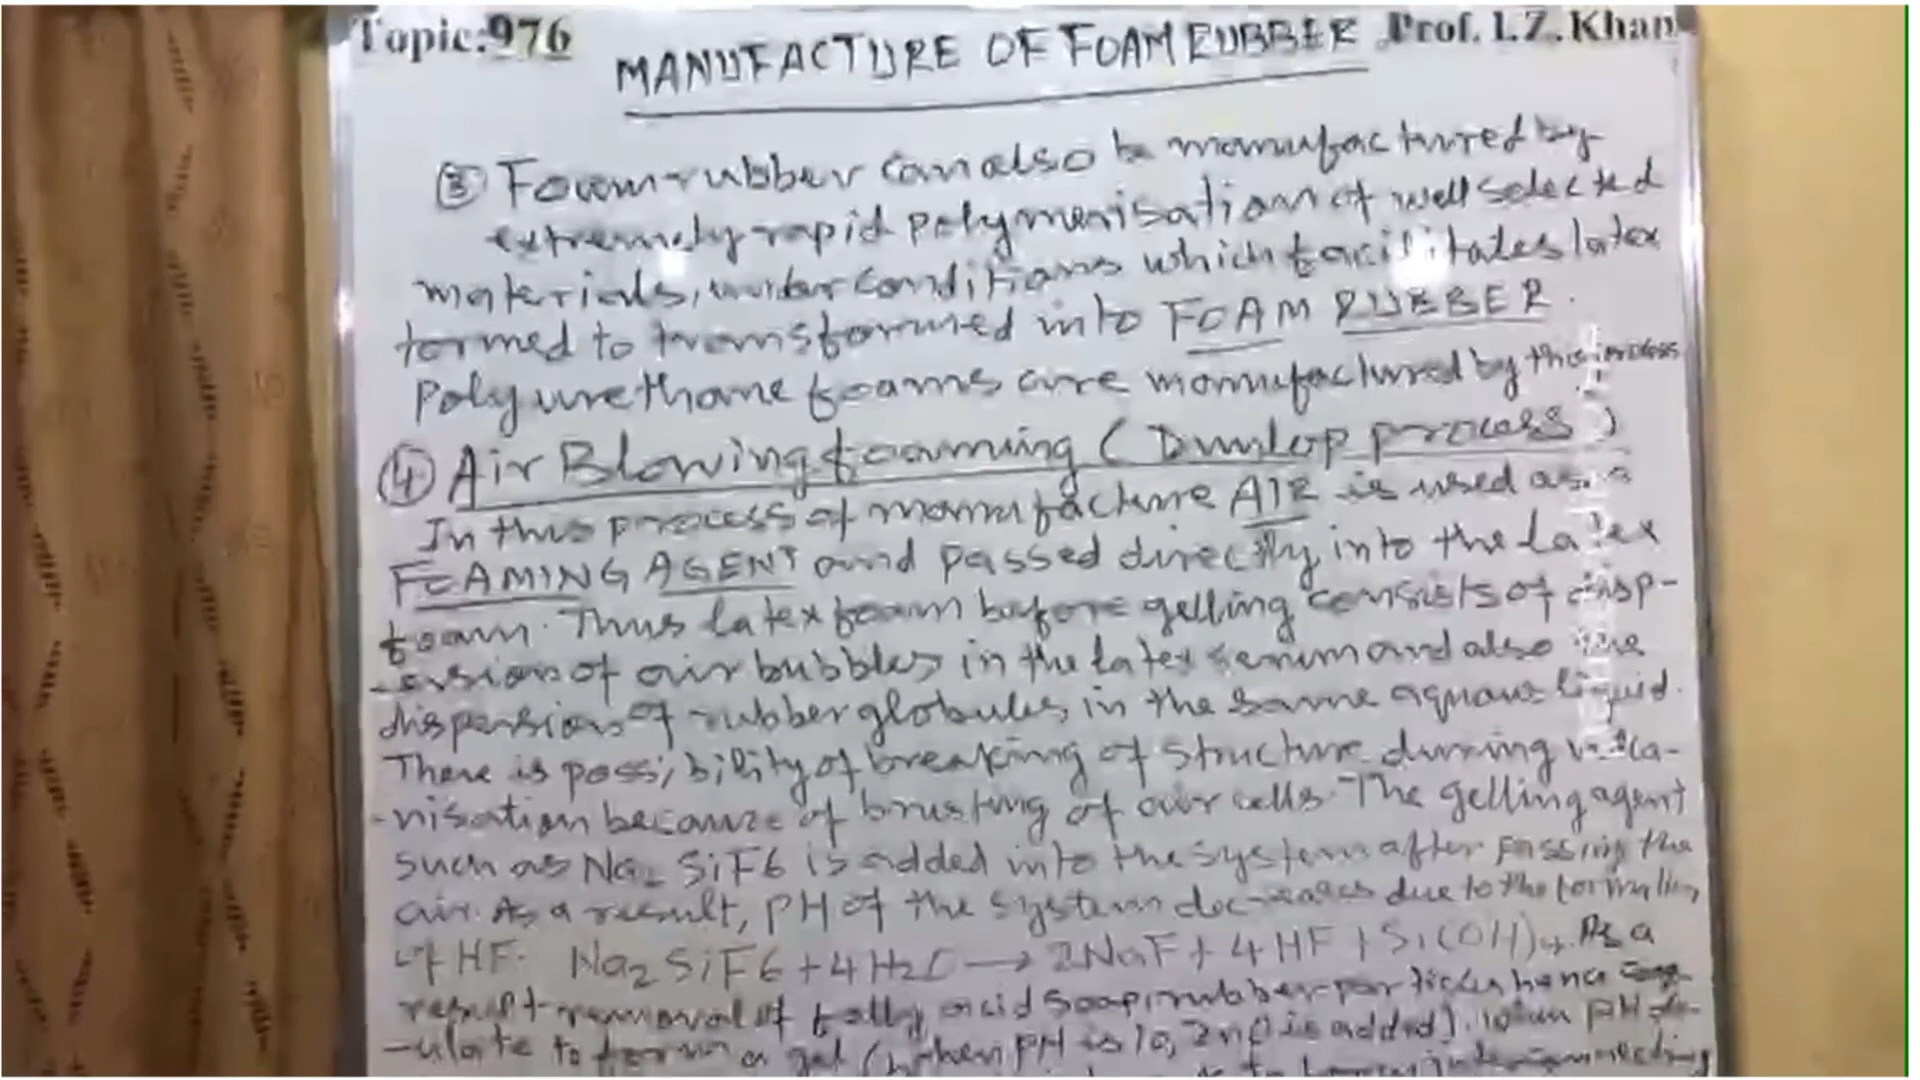 Topic:976
MANUFACTURE OF FOAM RUBBER
Prof. I.Z. Khan
③ Foam rubber can also be manufactured by
extremely rapid polymerisation of well selected
materials, under conditions which facilitates latex
formed to transformed into FOAM RUBBER.
Polyurethane foams are manufactured by this process
④ Air Blowing foaming (Dunlop process)
In this process of manufacture AIR is used as a
FOAMING AGENT and passed directly into the latex
foam. Thus latex foam before gelling consists of disp-
-ersion of air bubbles in the latex serum and also the
dispersion of rubber globules in the same aquous liquid.
There is possibility of breaking of structure during vulca-
-nisation because of brusting of air cells. The gelling agent
such as Na2 SiF6 is added into the system after passing the
air. As a result, PH of the system decreases due to the formation
of HF. Na2 SiF6 + 4H2O → 2NaF + 4HF + Si(OH)4. As a
result removal of fatty acid soap, rubber particles hence
-ulate to form a gel (when PH is 10, ZnO is added). When PH